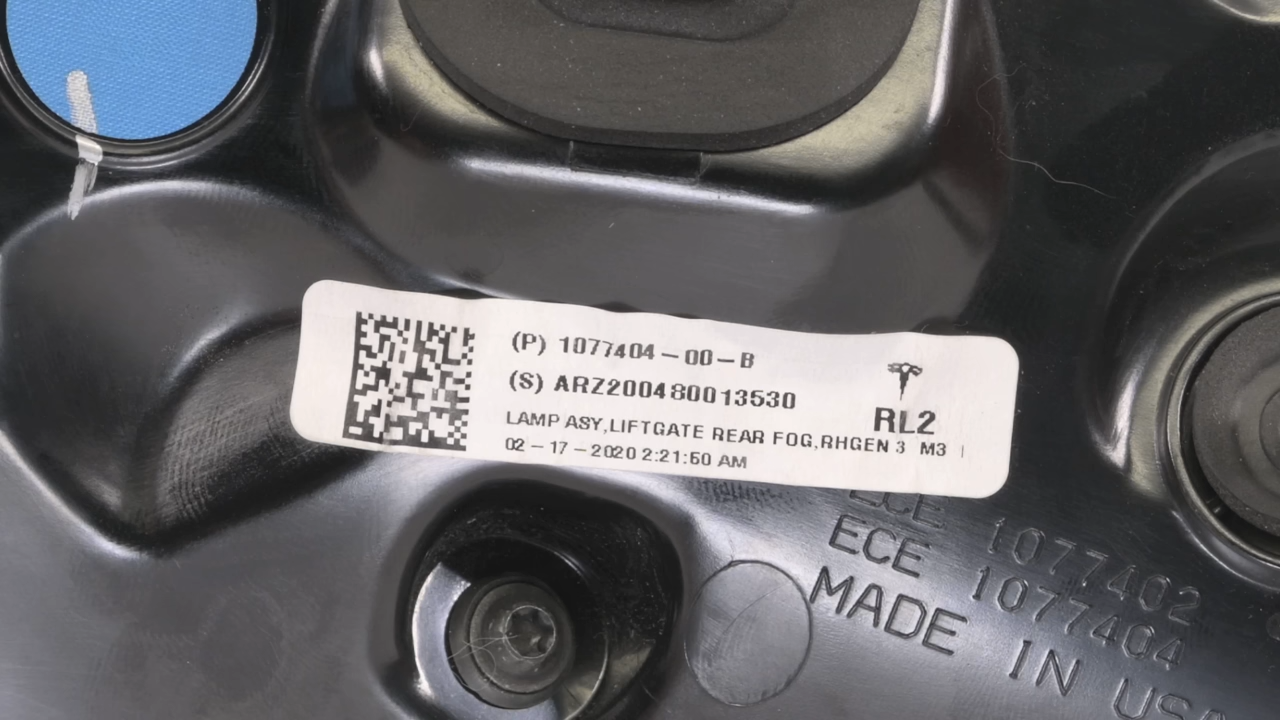 (P) 1077404-00-B
(S) ARZ200480013530
RL2
LAMP ASY,LIFTGATE REAR FOG,RHGEN 3 M3
02-17-2020 2:21:50 AM
ECE 1077402
ECE 1077404
MADE IN USA